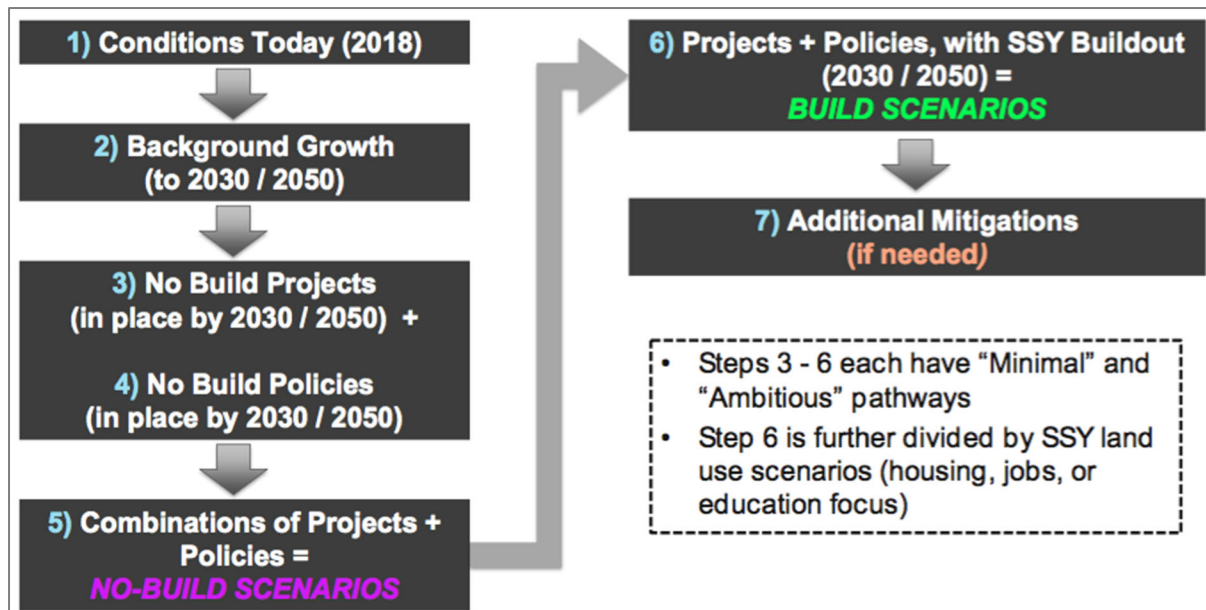 1) Conditions Today (2018)
2) Background Growth
(to 2030 / 2050)
3) No Build Projects
(in place by 2030 / 2050) +
4) No Build Policies
(in place by 2030 / 2050)
5) Combinations of Projects +
Policies =
NO-BUILD SCENARIOS
6) Projects + Policies, with SSY Buildout
(2030 / 2050) =
BUILD SCENARIOS
7) Additional Mitigations
(if needed)
• Steps 3 - 6 each have “Minimal” and
“Ambitious” pathways
• Step 6 is further divided by SSY land
use scenarios (housing, jobs, or
education focus)